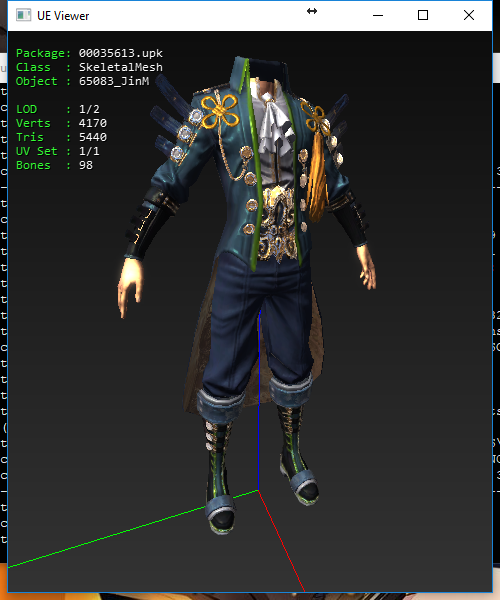 UE Viewer
Package: 00035613.upk
Class : SkeletalMesh
Object : 65083_JinM
LOD : 1/2
Verts : 4170
Tris : 5440
UV Set : 1/1
Bones : 98